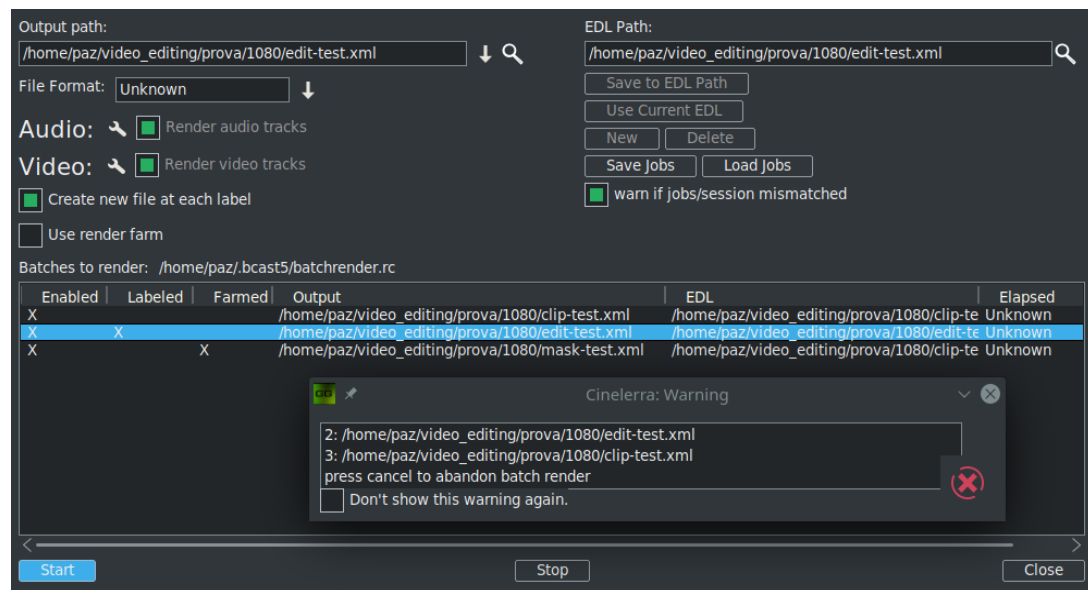 Output path:
/home/paz/video_editing/prova/1080/edit-test.xml
File Format: Unknown
Audio: Render audio tracks
Video: Render video tracks
Create new file at each label
Use render farm
EDL Path:
/home/paz/video_editing/prova/1080/edit-test.xml
Save to EDL Path
Use Current EDL
New Delete
Save Jobs Load Jobs
warn if jobs/session mismatched
Batches to render: /home/paz/.bcast5/batchrender.rc
Enabled Labeled Farmed Output EDL Elapsed
X /home/paz/video_editing/prova/1080/clip-test.xml /home/paz/video_editing/prova/1080/clip-te Unknown
X X /home/paz/video_editing/prova/1080/edit-test.xml /home/paz/video_editing/prova/1080/edit-te Unknown
X X /home/paz/video_editing/prova/1080/mask-test.xml /home/paz/video_editing/prova/1080/clip-te Unknown
Cinelerra: Warning
2: /home/paz/video_editing/prova/1080/edit-test.xml
3: /home/paz/video_editing/prova/1080/clip-test.xml
press cancel to abandon batch render
Don't show this warning again.
Start Stop Close